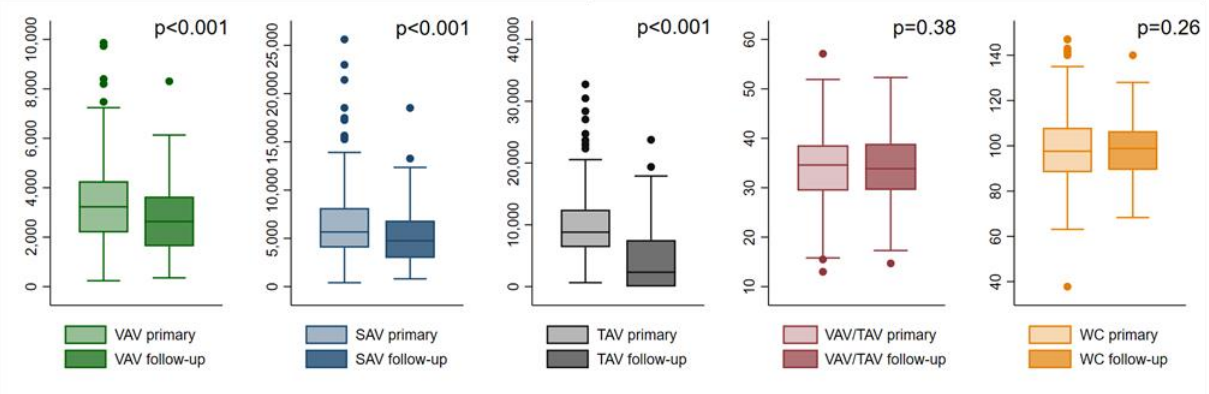 p<0.001
10,000
8,000
6,000
4,000
2,000
0
VAV primary
VAV follow-up
p<0.001
25,000
20,000
15,000
10,000
5,000
0
SAV primary
SAV follow-up
p<0.001
40,000
30,000
20,000
10,000
0
TAV primary
TAV follow-up
p=0.38
60
50
40
30
20
10
VAV/TAV primary
VAV/TAV follow-up
p=0.26
140
120
100
80
60
40
WC primary
WC follow-up